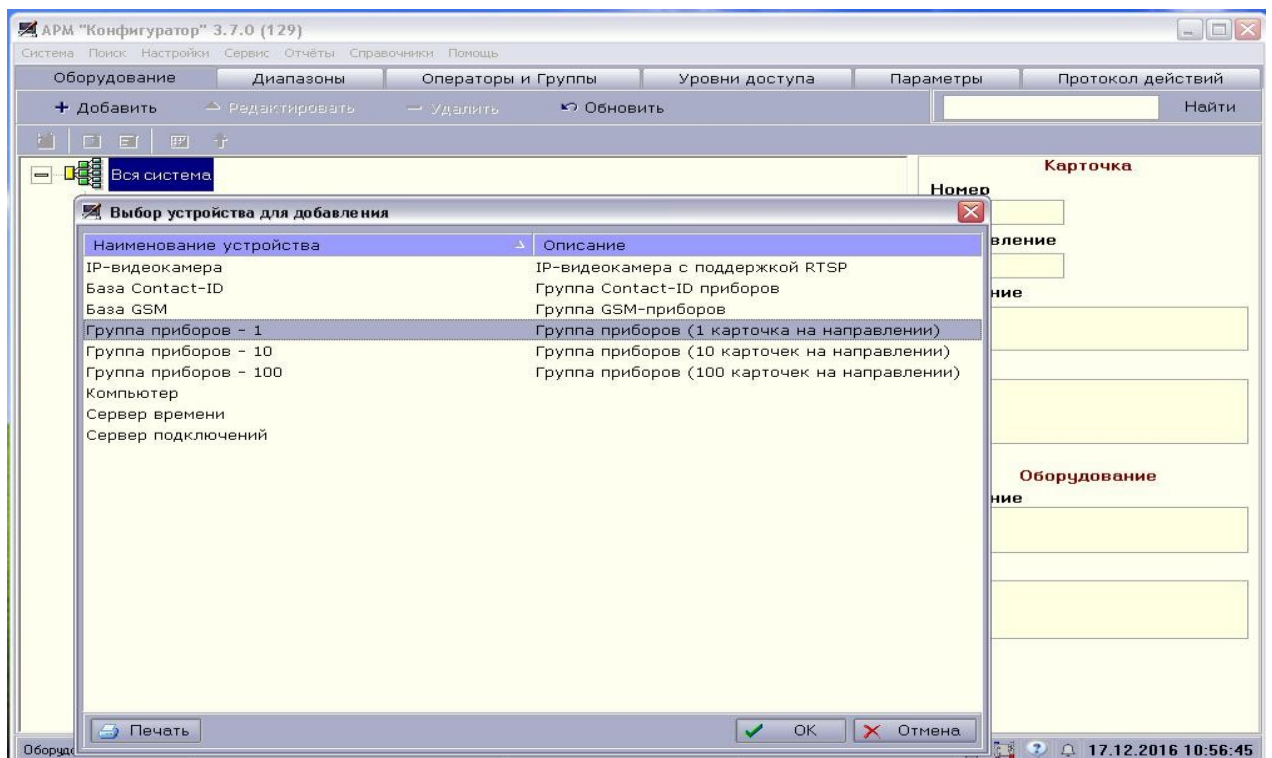 АРМ "Конфигуратор" 3.7.0 (129)
Система Поиск Настройки Сервис Отчёты Справочники Помощь
Оборудование Диапазоны Операторы и Группы Уровни доступа Параметры Протокол действий
Добавить Редактировать Удалить Обновить Найти
Вся система
Карточка
Номер
Выбор устройства для добавления
Наименование устройства Описание
IP-видеокамера IP-видеокамера с поддержкой RTSP
База Contact-ID Группа Contact-ID приборов
База GSM Группа GSM-приборов
Группа приборов - 1 Группа приборов (1 карточка на направлении)
Группа приборов - 10 Группа приборов (10 карточек на направлении)
Группа приборов - 100 Группа приборов (100 карточек на направлении)
Компьютер
Сервер времени
Сервер подключений
вление
ние
Оборудование
ние
Печать ОК Отмена
Оборудо 17.12.2016 10:56:45